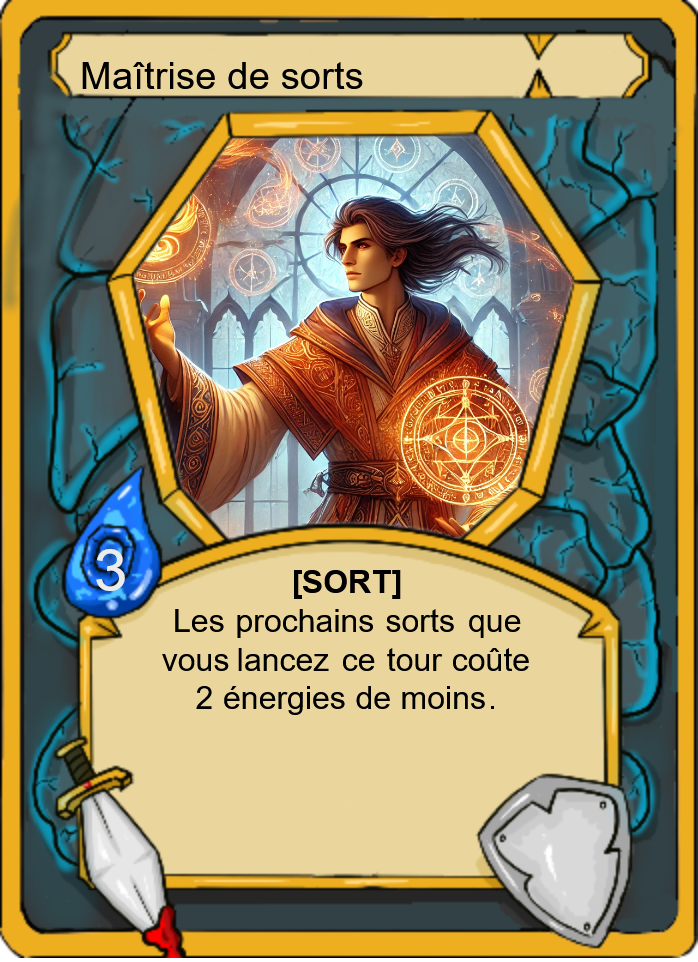 Maîtrise de sorts
3
[SORT]
Les prochains sorts que
vous lancez ce tour coûte
2 énergies de moins.